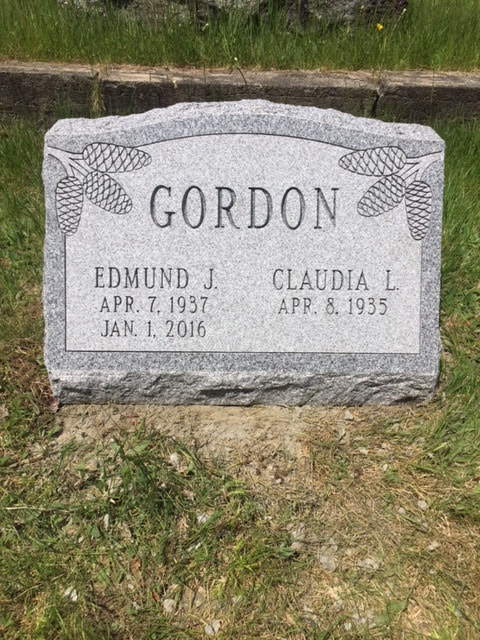 GORDON
EDMUND J. CLAUDIA L.
APR. 7, 1937 APR. 8, 1935
JAN. 1, 2016